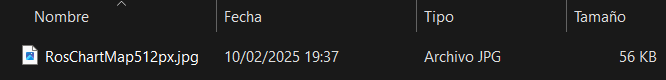 Nombre Fecha Tipo Tamaño
RosChartMap512px.jpg 10/02/2025 19:37 Archivo JPG 56 KB